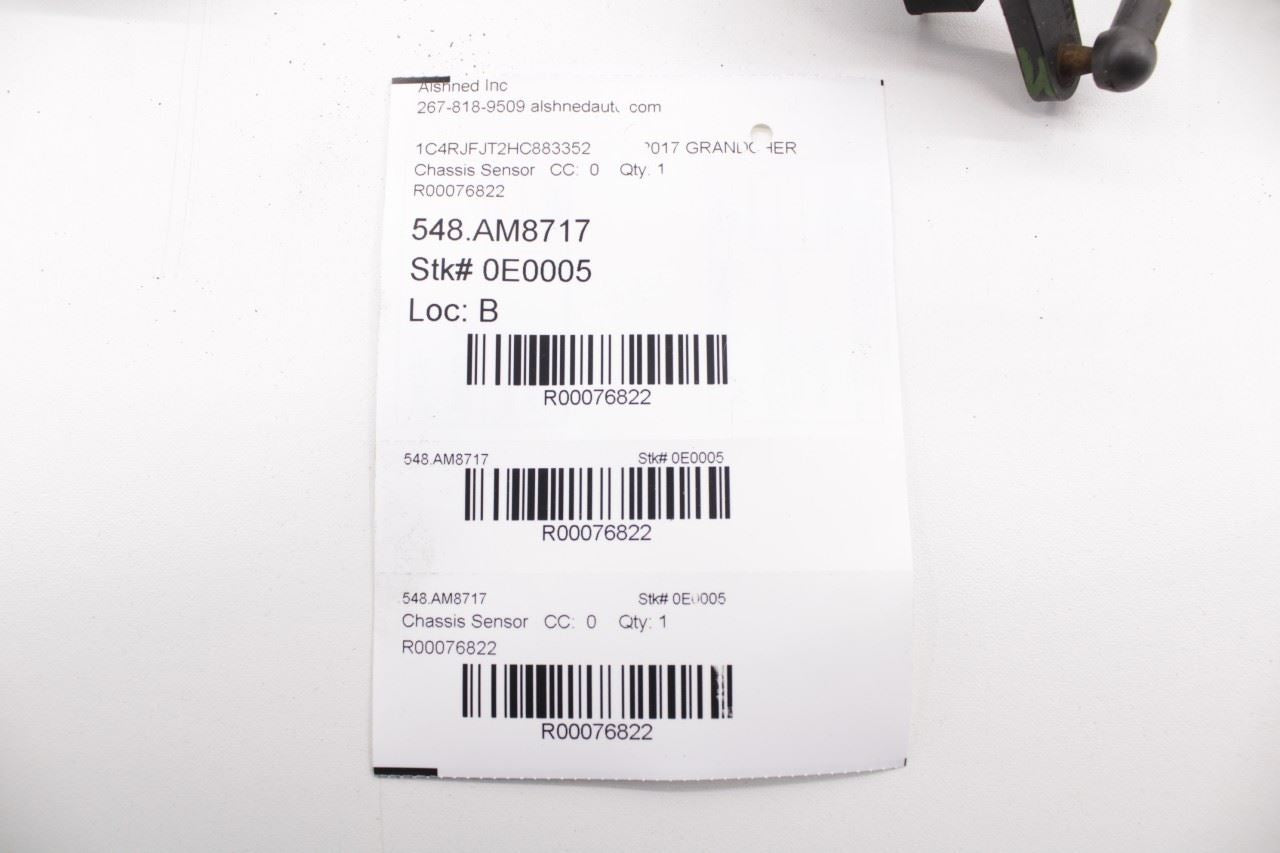 Alshned Inc
267-818-9509 alshnedaut com
1C4RJFJT2HC883352 2017
Chassis Sensor CC: 0 Qty: 1
R00076822
548.AM8717
Stk# 0E0005
Loc: B
R00076822
548.AM8717 Stk# 0E0005
R00076822
548.AM8717 Stk# 0E0005
Chassis Sensor CC: 0 Qty: 1
R00076822
R00076822